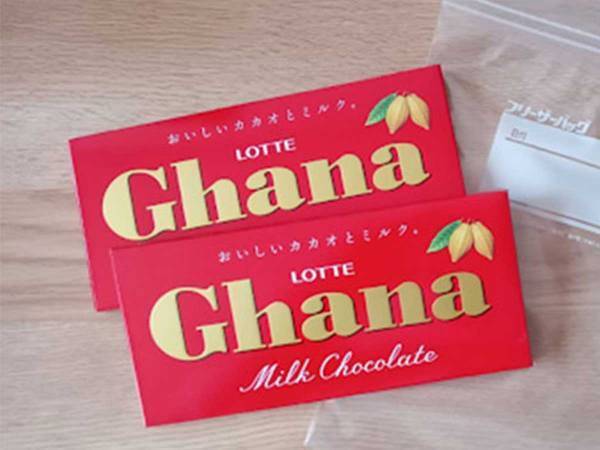 おいしいカカオとミルク。
LOTTE
Ghana
おいしいカカオとミルク。
LOTTE
Ghana
Milk Chocolate
フリーザーバッグ